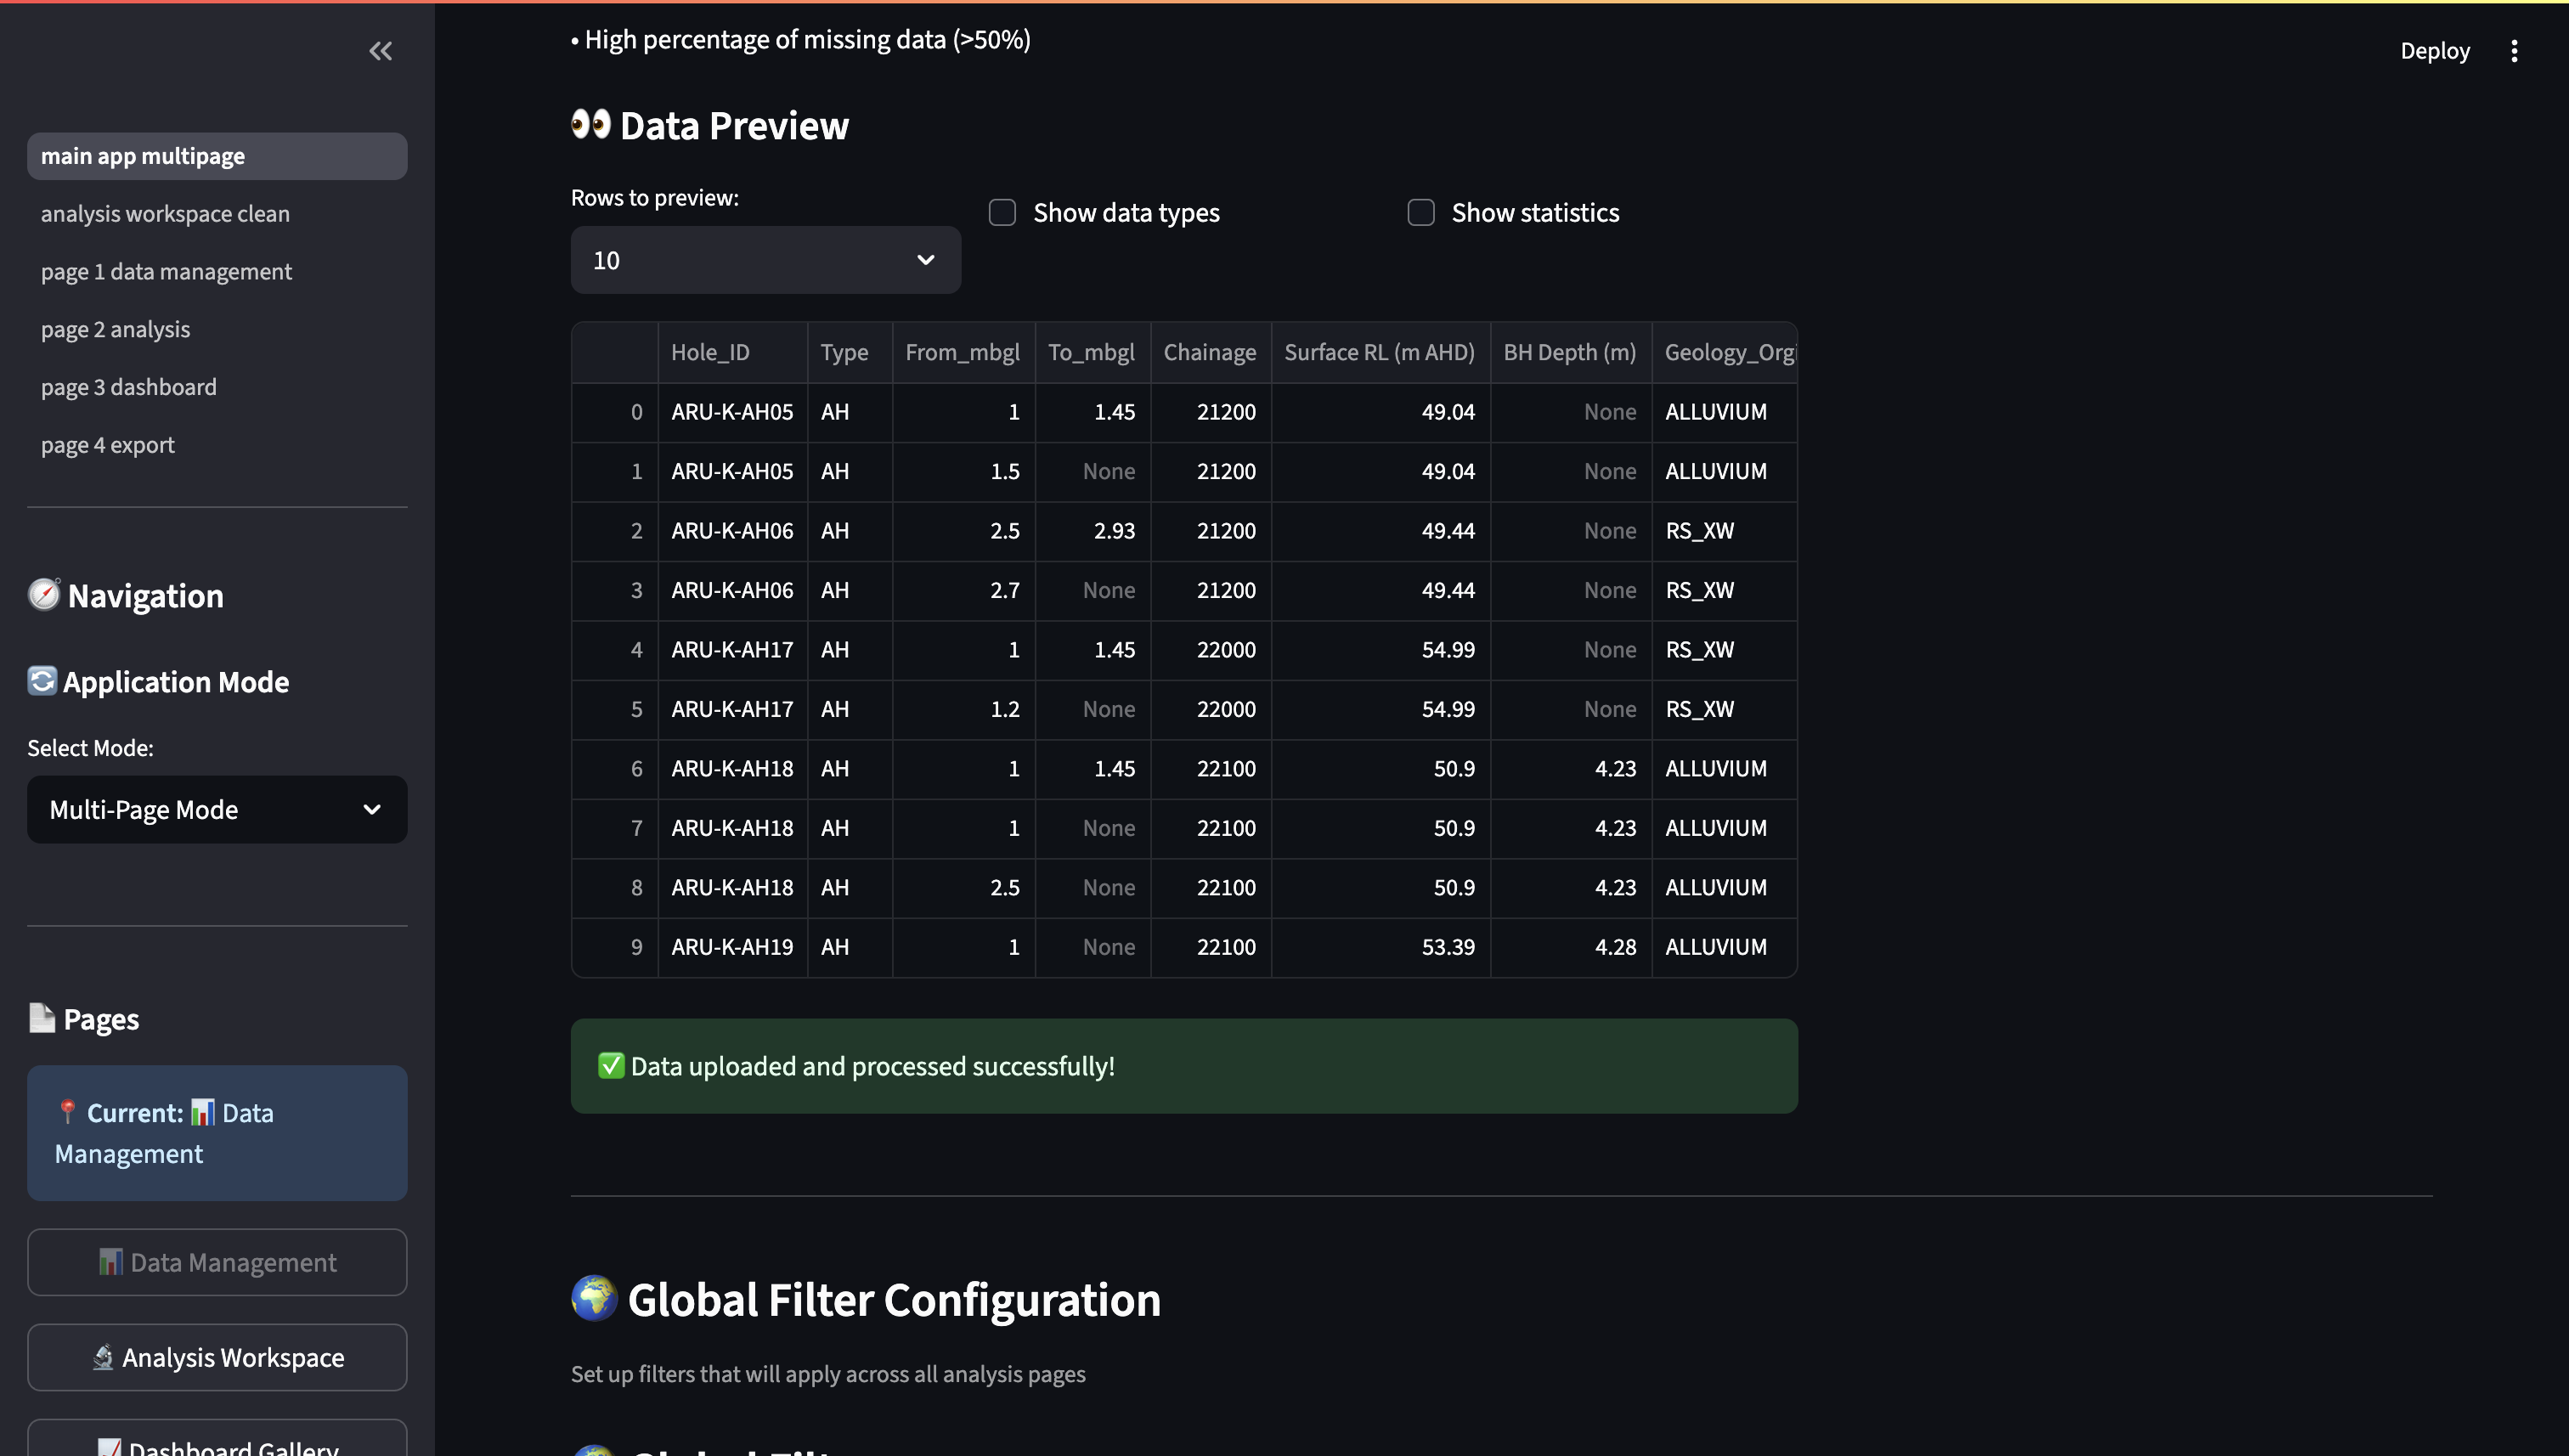 main app multipage
analysis workspace clean
page 1 data management
page 2 analysis
page 3 dashboard
page 4 export
Navigation
Application Mode
Select Mode:
Multi-Page Mode
Pages
Current: Data
Management
Data Management
Analysis Workspace
Dashboard Gallery
Deploy
• High percentage of missing data (>50%)
Data Preview
Rows to preview:
10
Show data types
Show statistics
Hole_ID Type From_mbgl To_mbgl Chainage Surface RL (m AHD) BH Depth (m) Geology_Orgi
0 ARU-K-AH05 AH 1 1.45 21200 49.04 None ALLUVIUM
1 ARU-K-AH05 AH 1.5 None 21200 49.04 None ALLUVIUM
2 ARU-K-AH06 AH 2.5 2.93 21200 49.44 None RS_XW
3 ARU-K-AH06 AH 2.7 None 21200 49.44 None RS_XW
4 ARU-K-AH17 AH 1 1.45 22000 54.99 None RS_XW
5 ARU-K-AH17 AH 1.2 None 22000 54.99 None RS_XW
6 ARU-K-AH18 AH 1 1.45 22100 50.9 4.23 ALLUVIUM
7 ARU-K-AH18 AH 1 None 22100 50.9 4.23 ALLUVIUM
8 ARU-K-AH18 AH 2.5 None 22100 50.9 4.23 ALLUVIUM
9 ARU-K-AH19 AH 1 None 22100 53.39 4.28 ALLUVIUM
Data uploaded and processed successfully!
Global Filter Configuration
Set up filters that will apply across all analysis pages